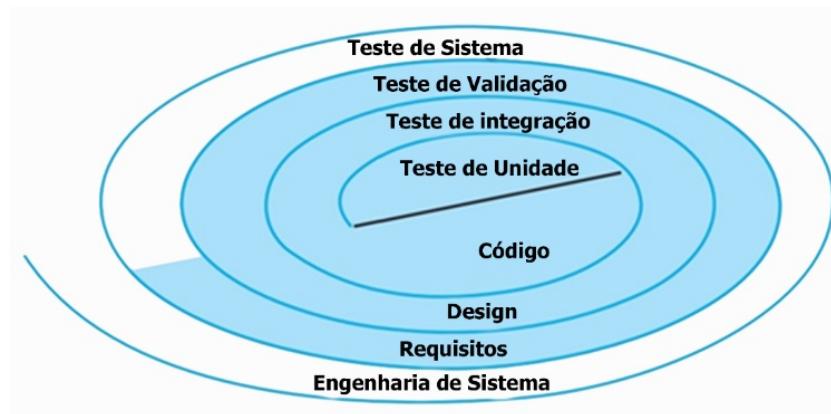 Teste de Sistema
Teste de Validação
Teste de integração
Teste de Unidade
Código
Design
Requisitos
Engenharia de Sistema